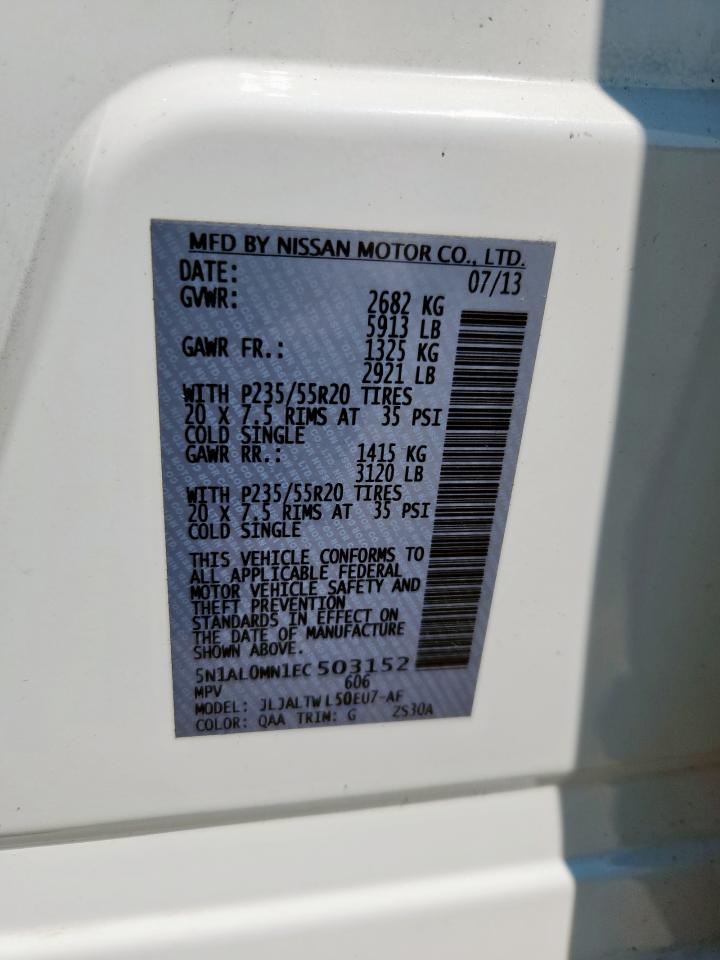 MFD BY NISSAN MOTOR CO., LTD.
DATE: 07/13
GVWR: 2682 KG
5913 LB
GAWR FR.: 1325 KG
2921 LB
WITH P235/55R20 TIRES
20 X 7.5 RIMS AT 35 PSI
COLD SINGLE
GAWR RR.: 1415 KG
3120 LB
WITH P235/55R20 TIRES
20 X 7.5 RIMS AT 35 PSI
COLD SINGLE
THIS VEHICLE CONFORMS TO
ALL APPLICABLE FEDERAL
MOTOR VEHICLE SAFETY AND
THEFT PREVENTION
STANDARDS IN EFFECT ON
THE DATE OF MANUFACTURE
SHOWN ABOVE.
5N1AL0MN1EC503152
MPV 606
MODEL: JLJALTWL50EU7-AF
COLOR: QAA TRIM: G 2S30A